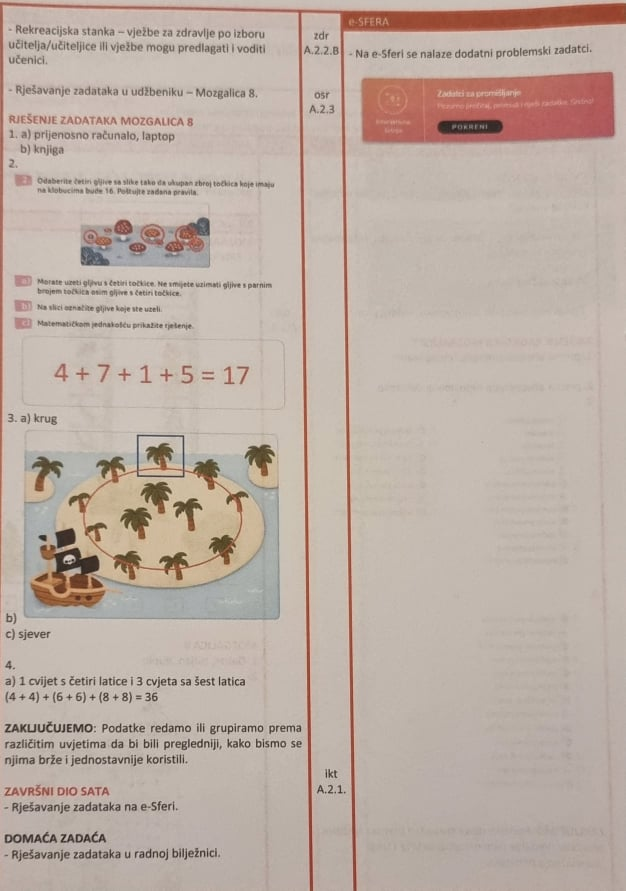 - Rekreacijska stanka – vježbe za zdravlje po izboru
učitelja/učiteljice ili vježbe mogu predlagati i voditi
učenici.
- Rješavanje zadataka u udžbeniku – Mozgalica 8.
RJEŠENJE ZADATAKA MOZGALICA 8
1. a) prijenosno računalo, laptop
b) knjiga
2.
Odaberite četiri gljive sa slike tako da ukupan zbroj točkica koje imaju
na klobucima bude 16. Poštujte zadana pravila.
a) Morate uzeti gljivu s četiri točkice. Ne smijete uzimati gljive s parnim
brojem točkica osim gljive s četiri točkice.
b) Na slici označite gljive koje ste uzeli.
c) Matematičkom jednakošću prikažite rješenje.
4 + 7 + 1 + 5 = 17
3. a) krug
b)
c) sjever
4.
a) 1 cvijet s četiri latice i 3 cvjeta sa šest latica
(4 + 4) + (6 + 6) + (8 + 8) = 36
ZAKLJUČUJEMO: Podatke redamo ili grupiramo prema
različitim uvjetima da bi bili pregledniji, kako bismo se
njima brže i jednostavnije koristili.
ZAVRŠNI DIO SATA
- Rješavanje zadataka na e-Sferi.
DOMAĆA ZADAĆA
- Rješavanje zadataka u radnoj bilježnici.
zdr
A.2.2.B
osr
A.2.3
ikt
A.2.1.
e-SFERA
- Na e-Sferi se nalaze dodatni problemski zadatci.
Zadatci za promišljanje
POKRENI